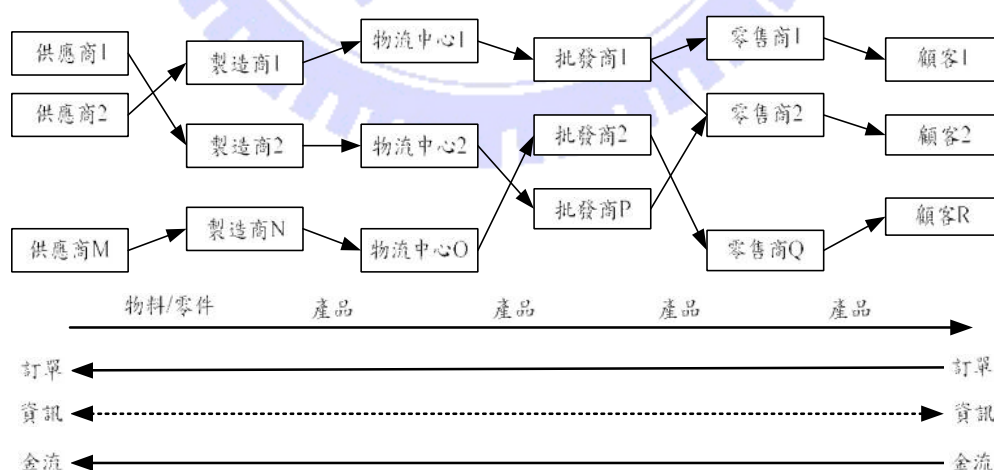 供應商1
供應商2
供應商M
製造商1
製造商2
製造商N
物流中心1
物流中心2
物流中心O
批發商1
批發商2
批發商P
零售商1
零售商2
零售商Q
顧客1
顧客2
顧客R
物料/零件 產品 產品 產品 產品
訂單 訂單
資訊 資訊
金流 金流